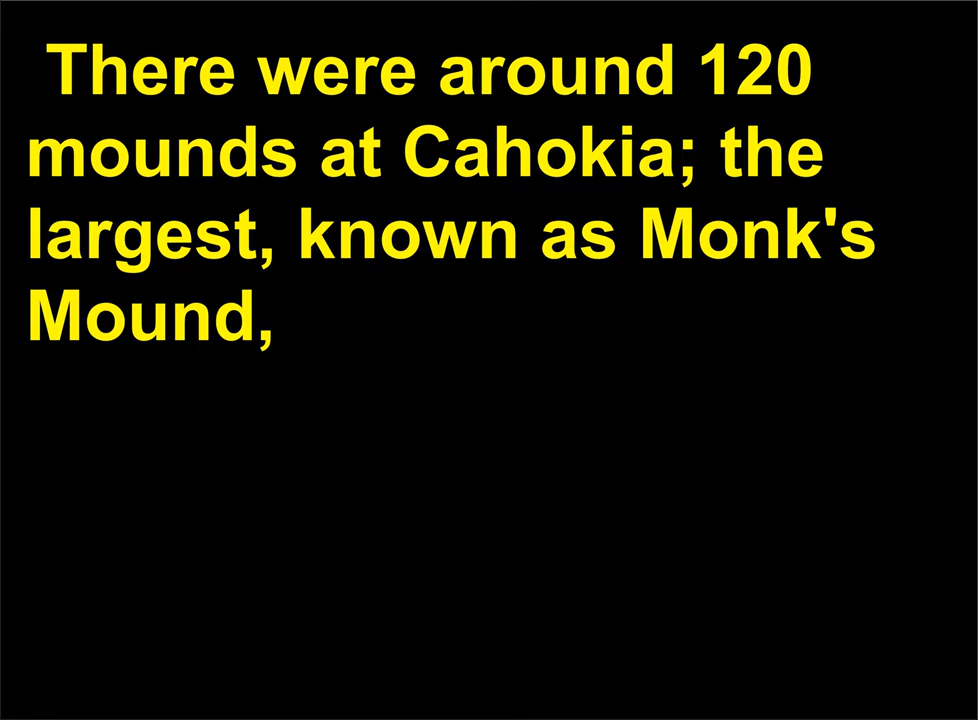 There were around 120
mounds at Cahokia; the
largest, known as Monk's
Mound,